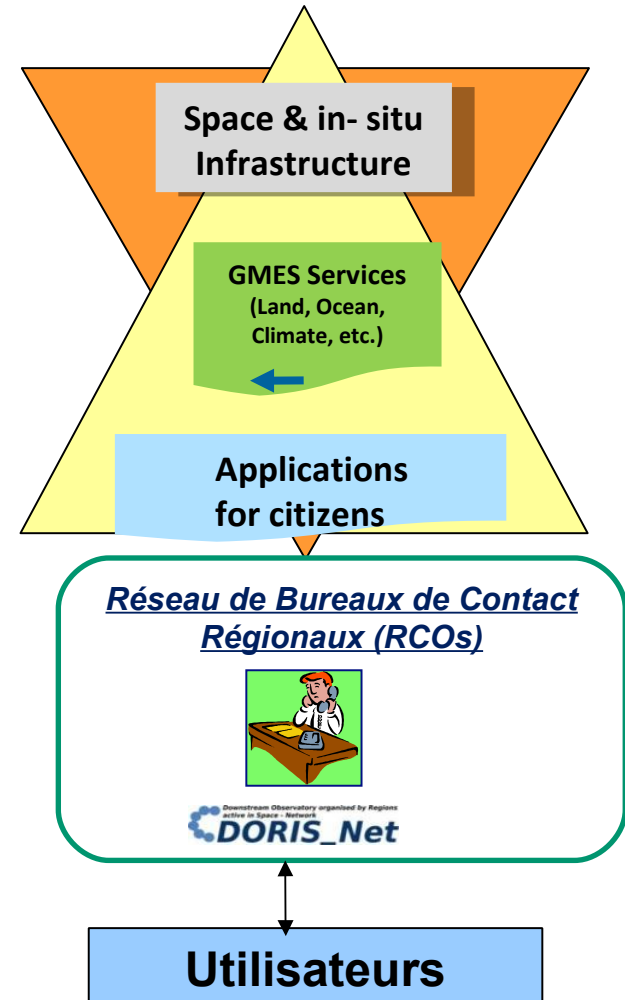 Space & in- situ
Infrastructure
GMES Services
(Land, Ocean,
Climate, etc.)
Applications
for citizens
Réseau de Bureaux de Contact
Régionaux (RCOs)
Downstream Observatory organised by Regions
active in Space - Network
DORIS_Net
Utilisateurs